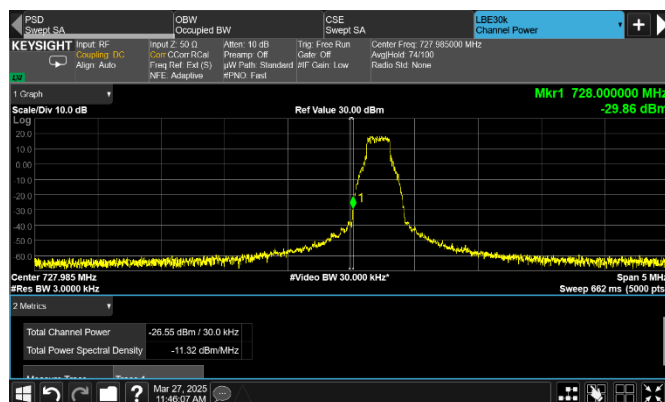 PSD
Swept SA
OBW
Occupied BW
CSE
Swept SA
LBE30k
Channel Power
KEYSIGHT
Input: RF
Coupling: DC
Align: Auto
Input Z: 50 Ω
Corr CCorr RCal
Freq Ref: Ext (S)
NFE: Adaptive
Atten: 10 dB
Preamp: Off
µW Path: Standard
#PNO: Fast
Trig: Free Run
Gate: Off
#IF Gain: Low
Center Freq: 727.985000 MHz
Avg|Hold: 74/100
Radio Std: None
1 Graph
Mkr1 728.000000 MHz
-29.86 dBm
Scale/Div 10.0 dB
Ref Value 30.00 dBm
Log
20.0
10.0
0.00
-10.0
-20.0
-30.0
-40.0
-50.0
-60.0
1
Center 727.985 MHz
#Video BW 30.000 kHz*
Span 5 MHz
#Res BW 3.0000 kHz
Sweep 662 ms (5000 pts)
2 Metrics
Total Channel Power
-26.55 dBm / 30.0 kHz
Total Power Spectral Density
-11.32 dBm/MHz
Mar 27, 2025
11:46:07 AM